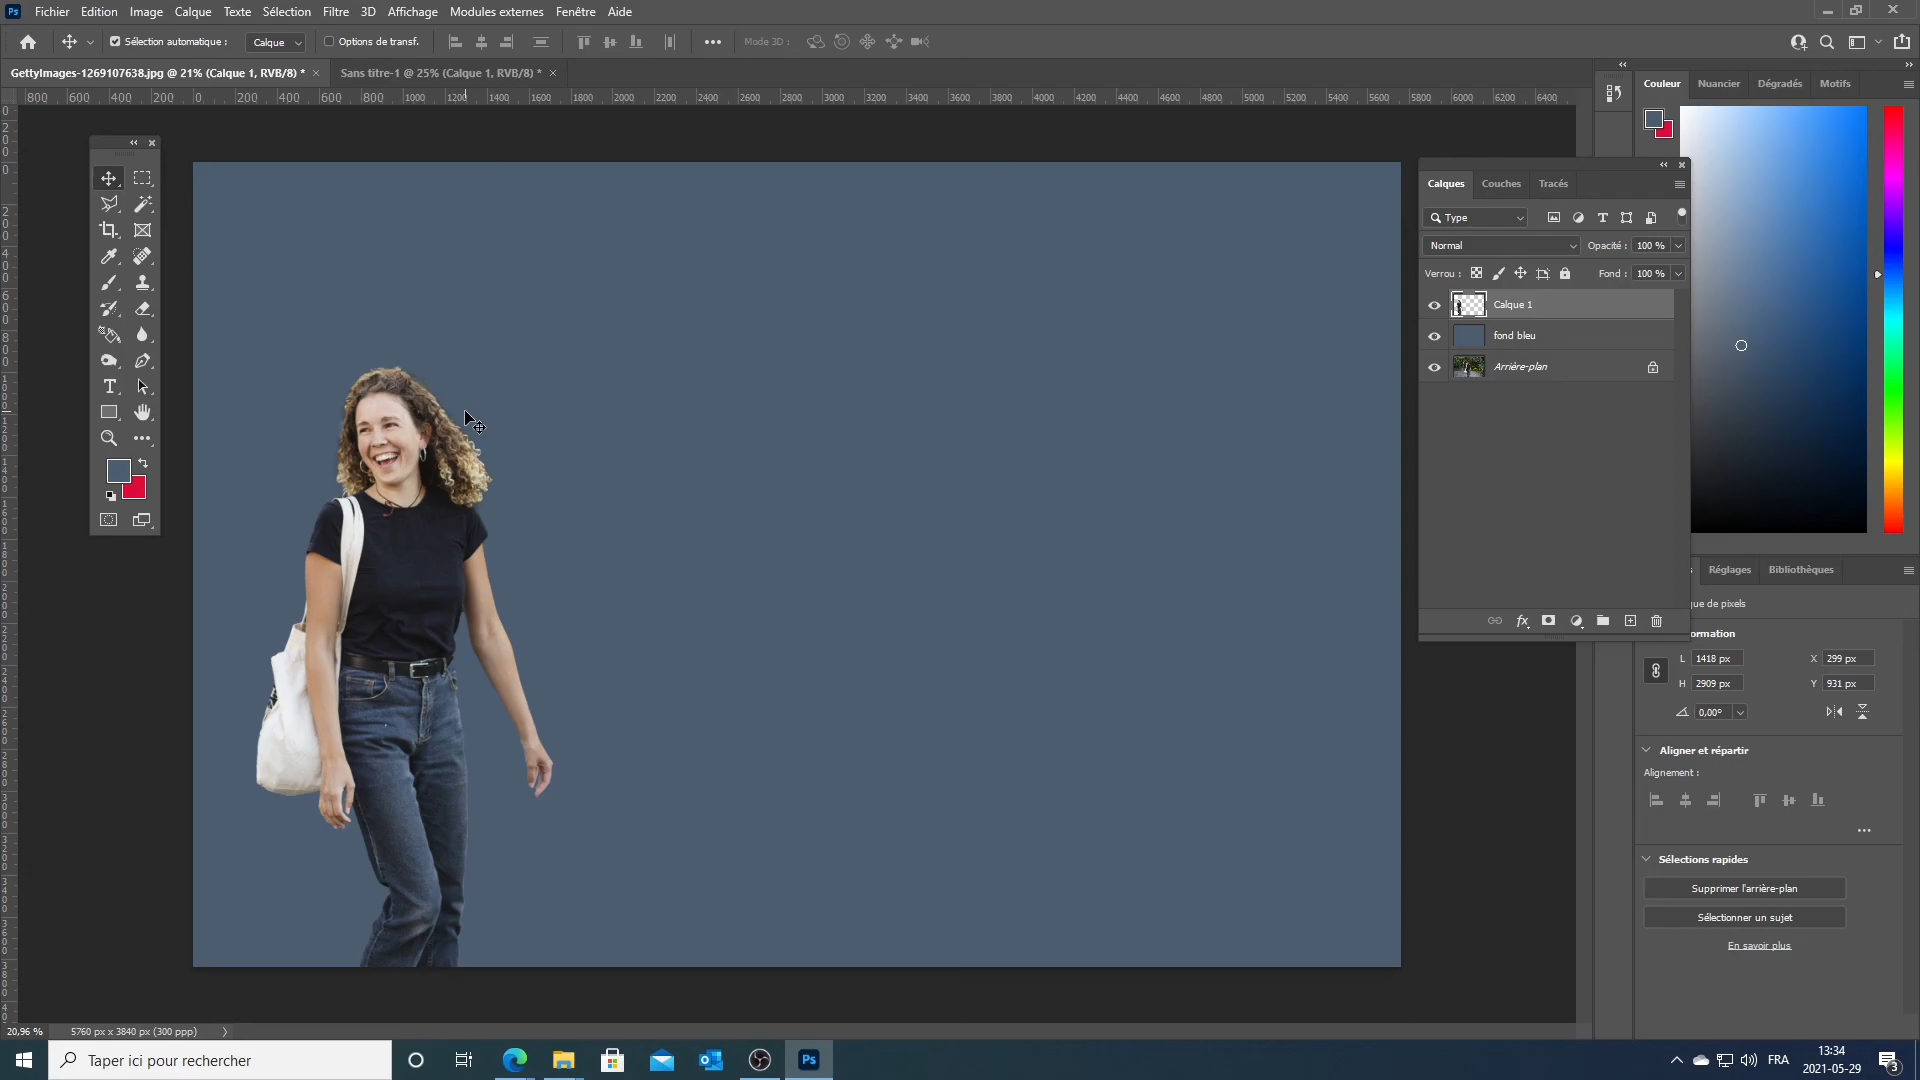 Ps Fichier Edition Image Calque Texte Sélection Filtre 3D Affichage Modules externes Fenêtre Aide
Sélection automatique : Calque Options de transf. Mode 3D :
GettyImages-1269107638.jpg @ 21% (Calque 1, RVB/8) * Sans titre-1 @ 25% (Calque 1, RVB/8) *
800 600 400 200 0 200 400 600 800 1000 1200 1400 1600 1800 2000 2200 2400 2600 2800 3000 3200 3400 3600 3800 4000 4200 4400 4600 4800 5000 5200 5400 5600 5800 6000 6200 6400
Couleur Nuancier Dégradés Motifs
Calques Couches Tracés
Type
Normal Opacité : 100 %
Verrou : Fond : 100 %
Calque 1
fond bleu
Arrière-plan
Réglages Bibliothèques
que de pixels
ormation
L 1418 px X 299 px
H 2909 px Y 931 px
0,00°
Aligner et répartir
Alignement :
Sélections rapides
Supprimer l'arrière-plan
Sélectionner un sujet
En savoir plus
20,96 % 5760 px x 3840 px (300 ppp)
Taper ici pour rechercher
Ps
FRA
13:34
2021-05-29
3